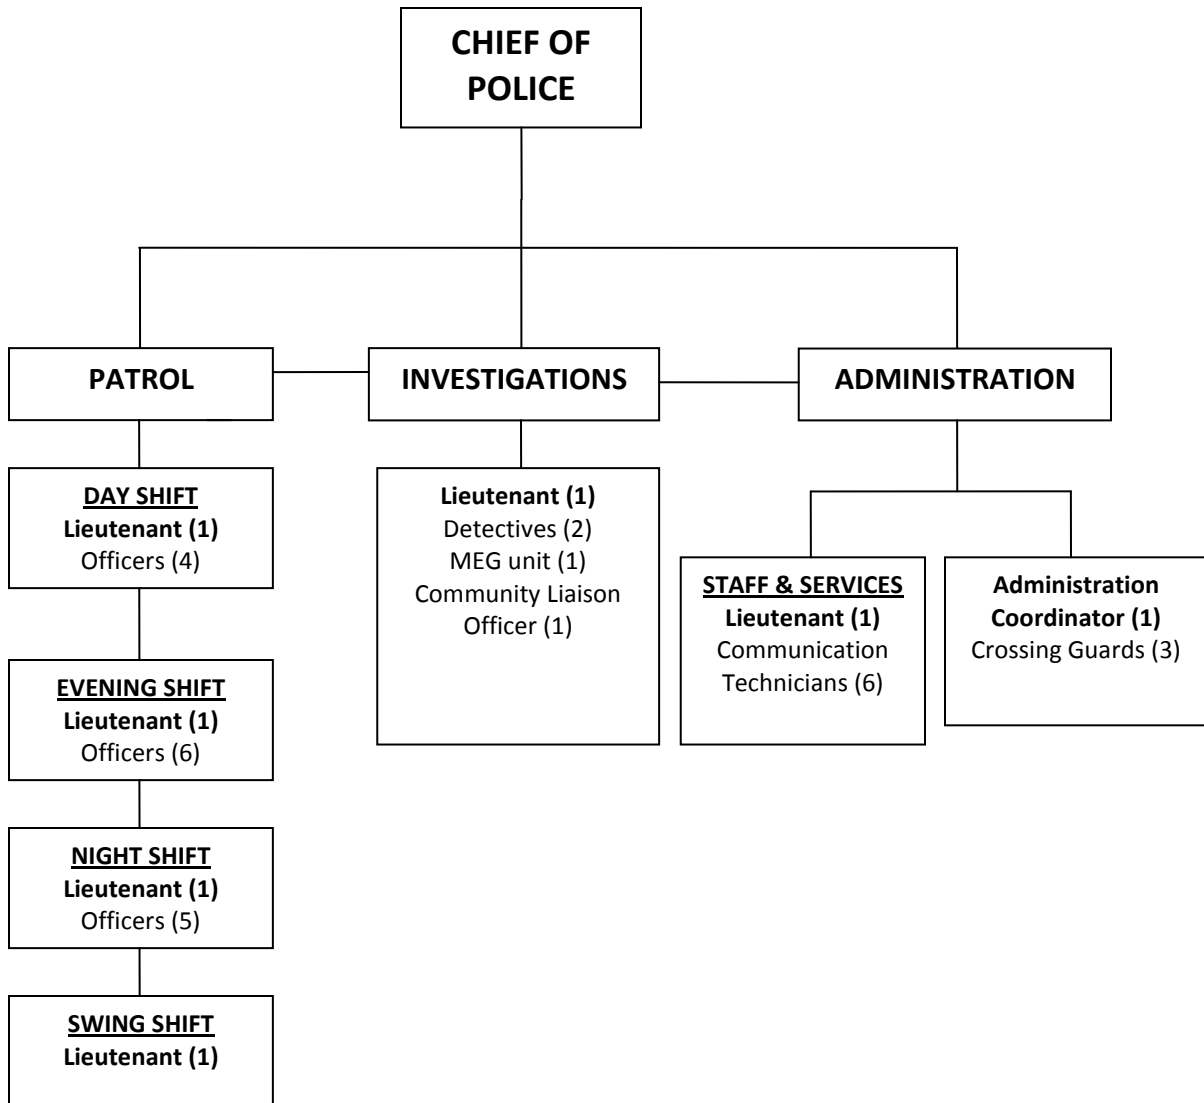 CHIEF OF
POLICE
PATROL
INVESTIGATIONS
ADMINISTRATION
DAY SHIFT
Lieutenant (1)
Officers (4)
EVENING SHIFT
Lieutenant (1)
Officers (6)
NIGHT SHIFT
Lieutenant (1)
Officers (5)
SWING SHIFT
Lieutenant (1)
Lieutenant (1)
Detectives (2)
MEG unit (1)
Community Liaison
Officer (1)
STAFF & SERVICES
Lieutenant (1)
Communication
Technicians (6)
Administration
Coordinator (1)
Crossing Guards (3)